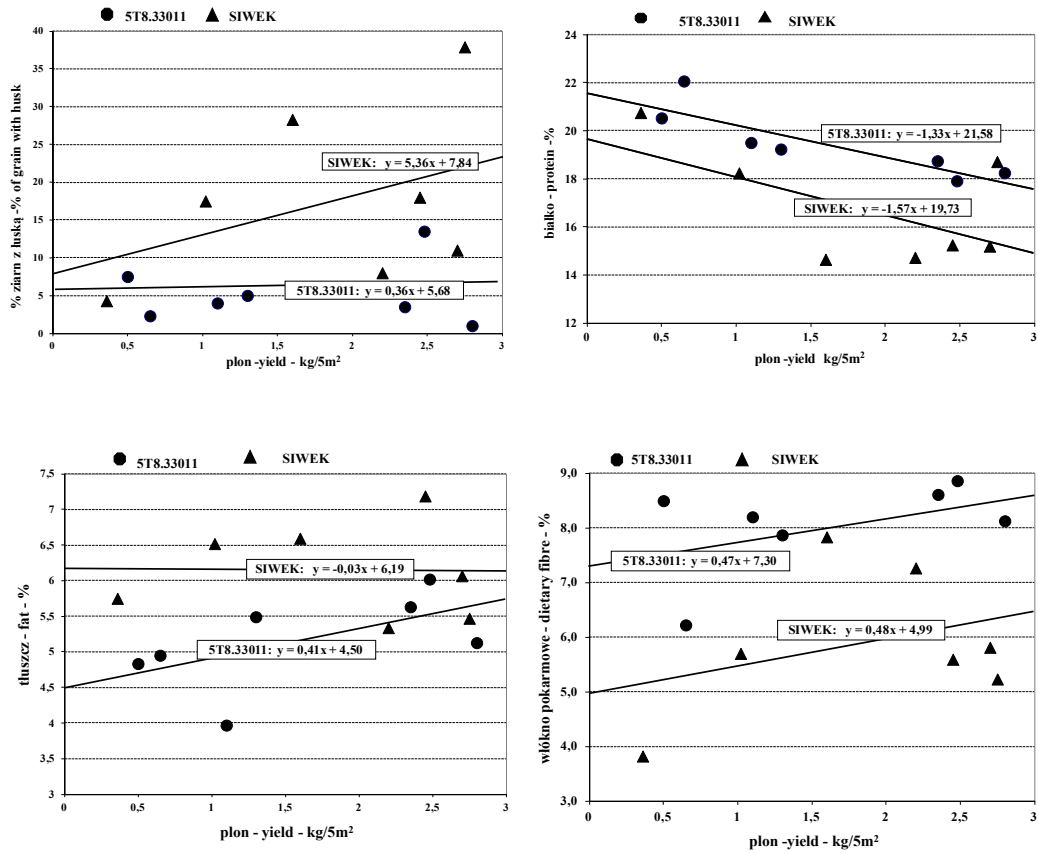 5T8.33011 SIWEK
% ziarn z łuską -% of grain with husk
40
35
30
25
20
15
10
5
0
SIWEK: y = 5,36x + 7,84
5T8.33011: y = 0,36x + 5,68
0 0,5 1 1,5 2 2,5 3
plon -yield - kg/5m²
5T8.33011 SIWEK
białko - protein -%
24
22
20
18
16
14
12
5T8.33011: y = -1,33x + 21,58
SIWEK: y = -1,57x + 19,73
0 0,5 1 1,5 2 2,5 3
plon -yield kg/5m²
5T8.33011 SIWEK
tłuszcz - fat - %
7,5
7
6,5
6
5,5
5
4,5
4
3,5
3
SIWEK: y = -0,03x + 6,19
5T8.33011: y = 0,41x + 4,50
0 0,5 1 1,5 2 2,5 3
plon - yield - kg/5m²
5T8.33011 SIWEK
włókno pokarmowe - dietary fibre - %
9,0
8,0
7,0
6,0
5,0
4,0
3,0
5T8.33011: y = 0,47x + 7,30
SIWEK: y = 0,48x + 4,99
0 0,5 1 1,5 2 2,5 3
plon -yield - kg/5m²